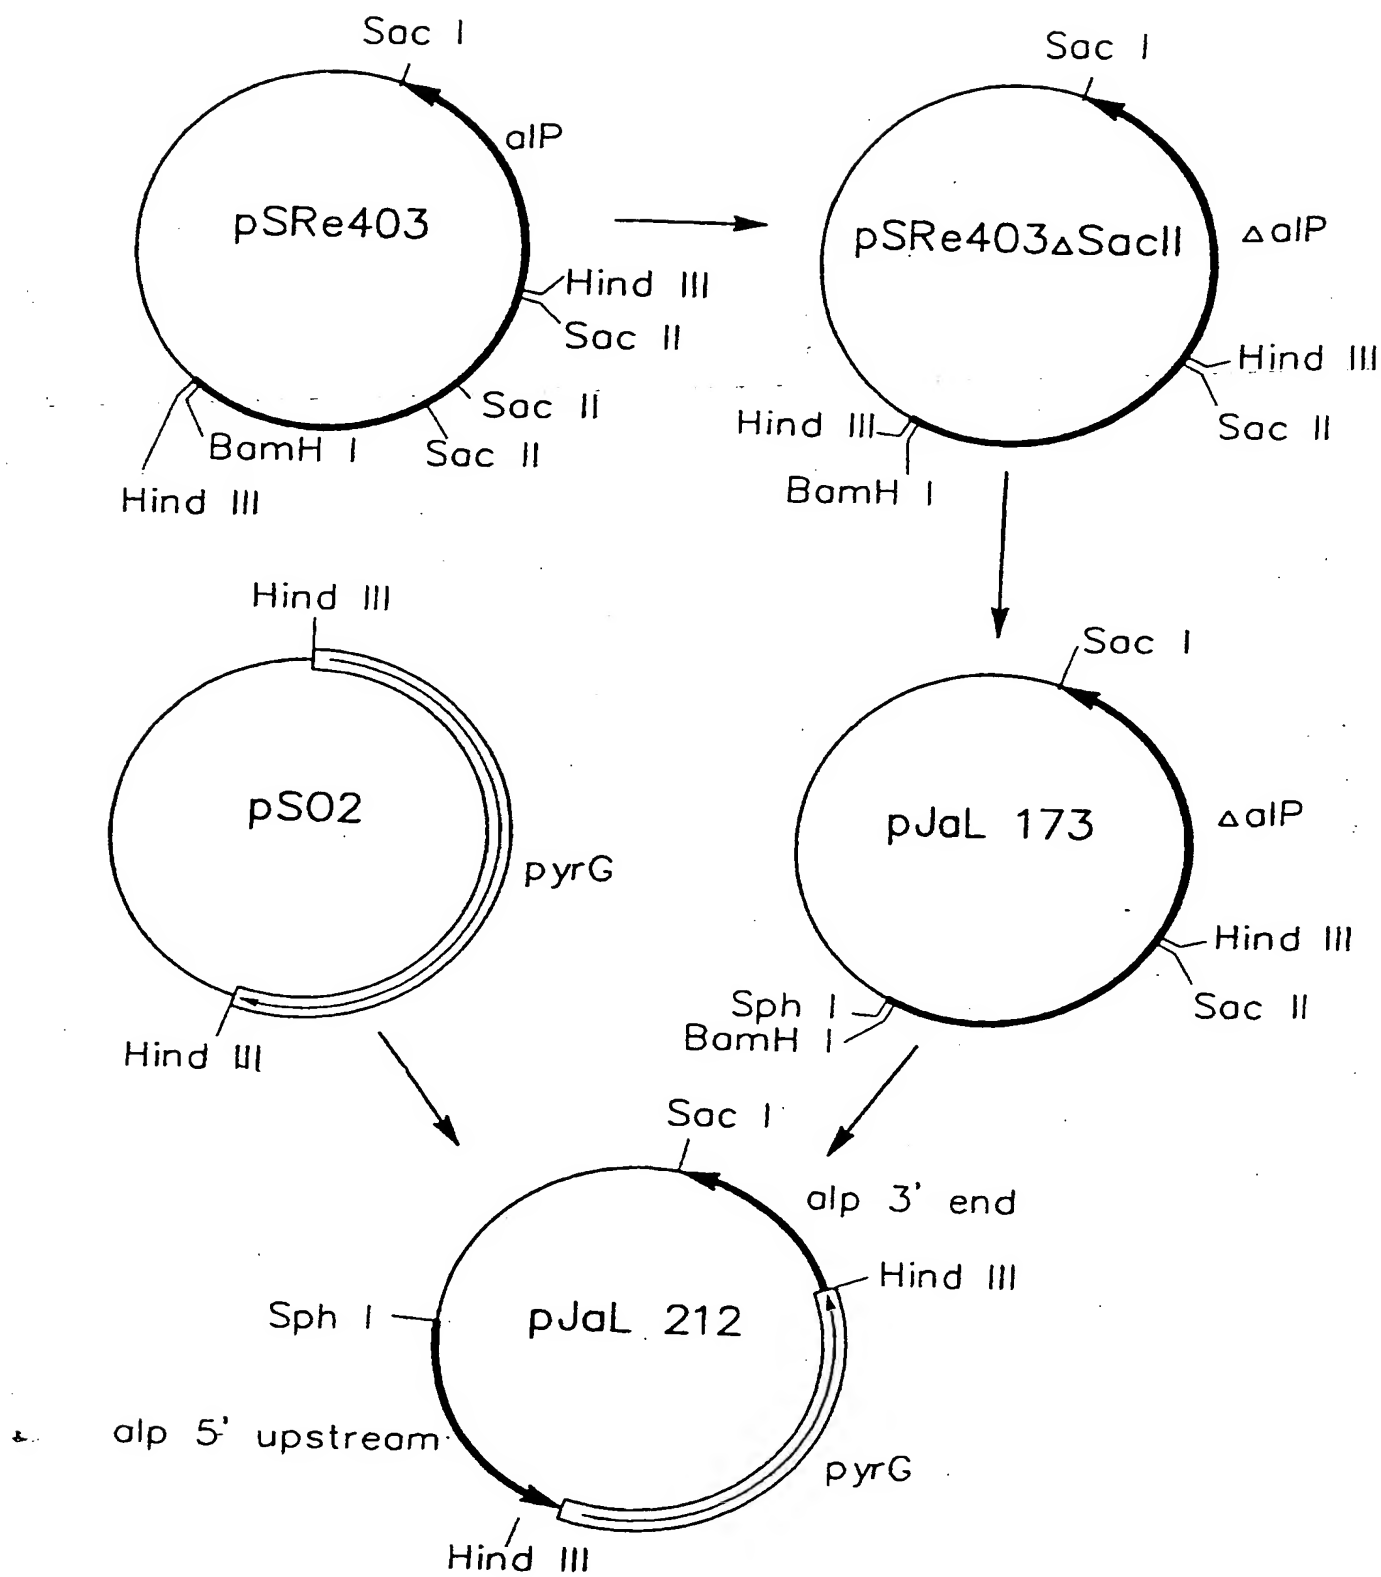 Sac I
alP
pSRe403
Hind III
Sac II
Sac II
Sac II
BamH I
Hind III
Sac I
pSRe403ΔSacII
ΔalP
Hind III
Sac II
Hind III
BamH I
Hind III
pSO2
pyrG
Hind III
Sac I
pJaL 173
ΔalP
Hind III
Sac II
Sph I
BamH I
Sac I
alp 3' end
Hind III
Sph I
pJaL 212
alp 5' upstream
pyrG
Hind III